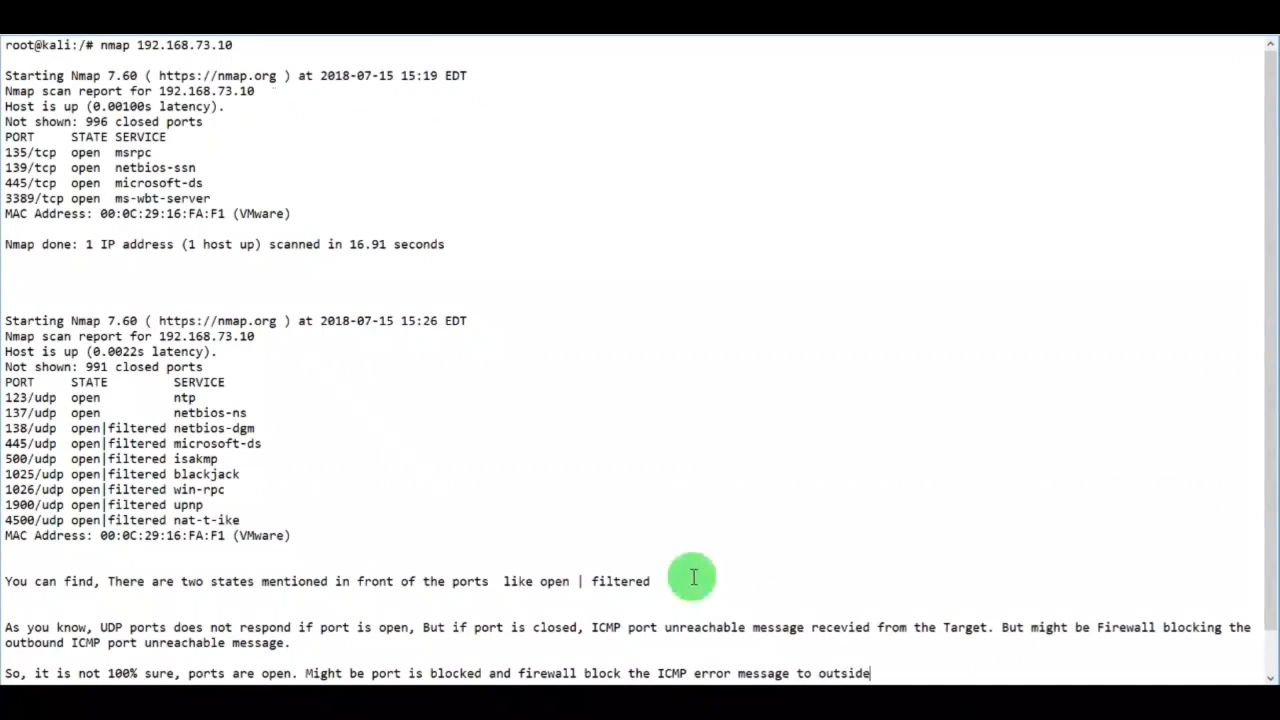 root@kali:/# nmap 192.168.73.10
Starting Nmap 7.60 ( https://nmap.org ) at 2018-07-15 15:19 EDT
Nmap scan report for 192.168.73.10
Host is up (0.00100s latency).
Not shown: 996 closed ports
PORT     STATE SERVICE
135/tcp  open  msrpc
139/tcp  open  netbios-ssn
445/tcp  open  microsoft-ds
3389/tcp open  ms-wbt-server
MAC Address: 00:0C:29:16:FA:F1 (VMware)
Nmap done: 1 IP address (1 host up) scanned in 16.91 seconds
Starting Nmap 7.60 ( https://nmap.org ) at 2018-07-15 15:26 EDT
Nmap scan report for 192.168.73.10
Host is up (0.0022s latency).
Not shown: 991 closed ports
PORT     STATE         SERVICE
123/udp  open          ntp
137/udp  open          netbios-ns
138/udp  open|filtered netbios-dgm
445/udp  open|filtered microsoft-ds
500/udp  open|filtered isakmp
1025/udp open|filtered blackjack
1026/udp open|filtered win-rpc
1900/udp open|filtered upnp
4500/udp open|filtered nat-t-ike
MAC Address: 00:0C:29:16:FA:F1 (VMware)
You can find, There are two states mentioned in front of the ports  like open | filtered
As you know, UDP ports does not respond if port is open, But if port is closed, ICMP port unreachable message recevied from the Target. But might be Firewall blocking the
outbound ICMP port unreachable message.
So, it is not 100% sure, ports are open. Might be port is blocked and firewall block the ICMP error message to outside